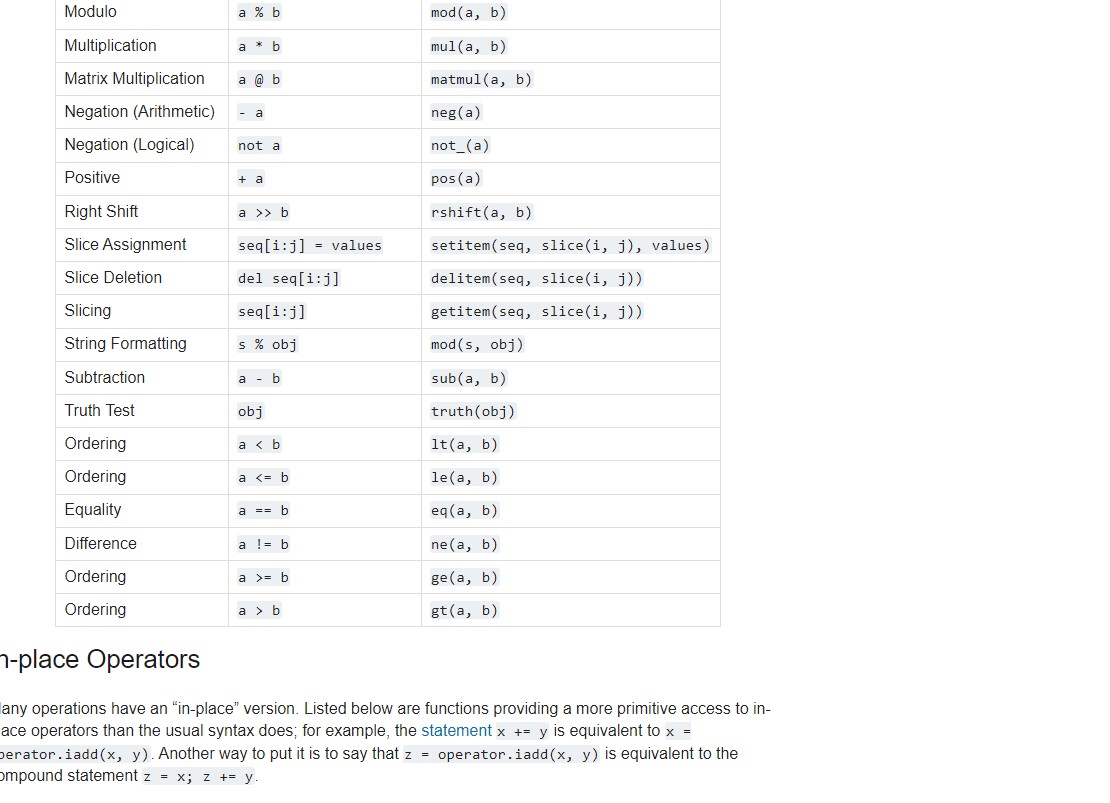 Modulo a % b mod(a, b)
Multiplication a * b mul(a, b)
Matrix Multiplication a @ b matmul(a, b)
Negation (Arithmetic) - a neg(a)
Negation (Logical) not a not_(a)
Positive + a pos(a)
Right Shift a >> b rshift(a, b)
Slice Assignment seq[i:j] = values setitem(seq, slice(i, j), values)
Slice Deletion del seq[i:j] delitem(seq, slice(i, j))
Slicing seq[i:j] getitem(seq, slice(i, j))
String Formatting s % obj mod(s, obj)
Subtraction a - b sub(a, b)
Truth Test obj truth(obj)
Ordering a < b lt(a, b)
Ordering a <= b le(a, b)
Equality a == b eq(a, b)
Difference a != b ne(a, b)
Ordering a >= b ge(a, b)
Ordering a > b gt(a, b)
n-place Operators
any operations have an “in-place” version. Listed below are functions providing a more primitive access to in-
ace operators than the usual syntax does; for example, the statement x += y is equivalent to x =
perator.iadd(x, y). Another way to put it is to say that z = operator.iadd(x, y) is equivalent to the
ompound statement z = x; z += y.